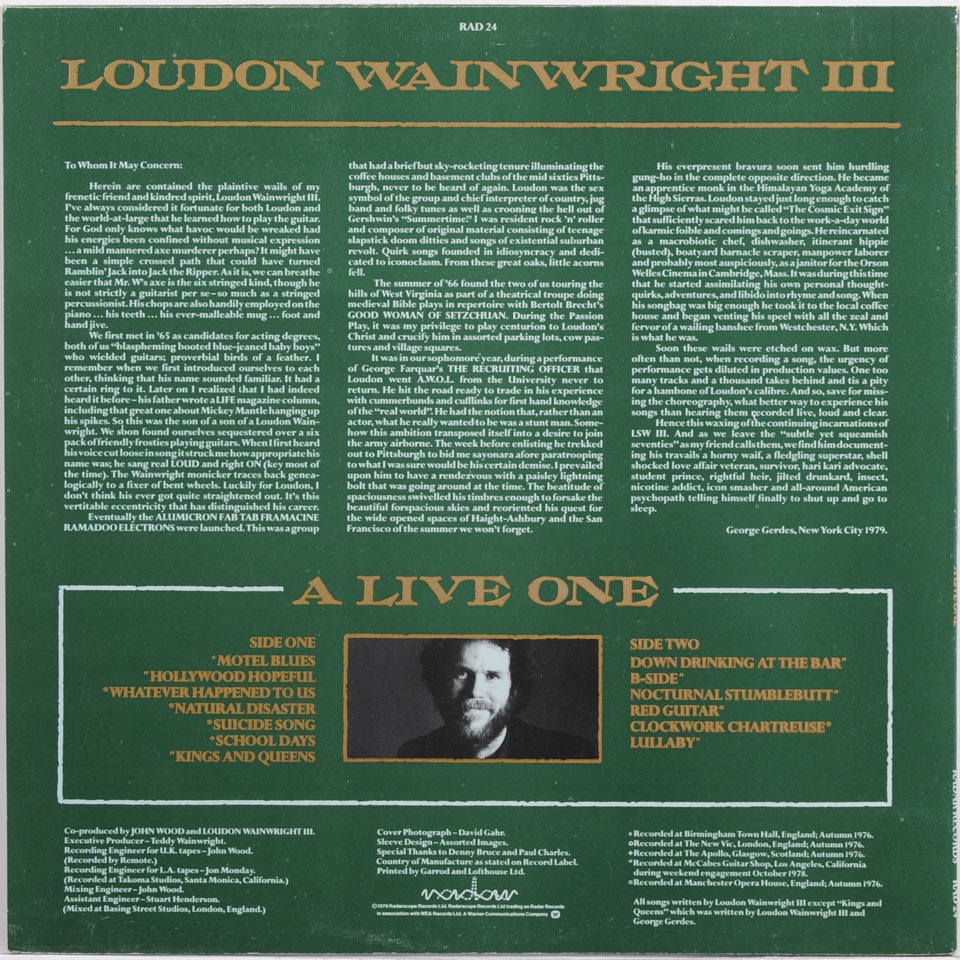 RAD 24
LOUDON WAINWRIGHT III
To Whom It May Concern:
Herein are contained the plaintive wails of my
frenetic friend and kindred spirit, Loudon Wainwright III.
I've always considered it fortunate for both Loudon and
the world-at-large that he learned how to play the guitar.
For God only knows what havoc would be wreaked had
his energies been confined without musical expression
... a mild mannered axe murderer perhaps? It might have
been a simple crossed path that could have turned
Ramblin' Jack into Jack the Ripper. As it is, we can breathe
easier that Mr. W's axe is the six stringed kind, though he
is not strictly a guitarist per se – so much as a stringed
percussionist. His chops are also handily employed on the
piano ... his teeth ... his ever-malleable mug ... foot and
hand jive.
We first met in '65 as candidates for acting degrees,
both of us "blaspheming booted blue-jeaned baby boys"
who wielded guitars; proverbial birds of a feather. I
remember when we first introduced ourselves to each
other, thinking that his name sounded familiar. It had a
certain ring to it. Later on I realized that I had indeed
heard it before – his father wrote a LIFE magazine column,
including that great one about Mickey Mantle hanging up
his spikes. So this was the son of a son of a Loudon Wain-
wright. We soon found ourselves sequestered over a six
pack of friendly frosties playing guitars. When I first heard
his voice cut loose in song it struck me how appropriate his
name was; he sang real LOUD and right ON (key most of
the time). The Wainwright monicker traces back genea-
logically to a fixer of bent wheels. Luckily for Loudon, I
don't think his ever got quite straightened out. It's this
veritable eccentricity that has distinguished his career.
Eventually the ALUMICRON FAB TAB FRAMACINE
RAMADOO ELECTRONS were launched. This was a group
that had a brief but sky-rocketing tenure illuminating the
coffee houses and basement clubs of the mid sixties Pitts-
burgh, never to be heard of again. Loudon was the sex
symbol of the group and chief interpreter of country, jug
band and folky tunes as well as crooning the hell out of
Gershwin's "Summertime." I was resident rock 'n' roller
and composer of original material consisting of teenage
slapstick doom ditties and songs of existential suburban
revolt. Quirk songs founded in idiosyncracy and dedi-
cated to iconoclasm. From these great oaks, little acorns
fell.
The summer of '66 found the two of us touring the
hills of West Virginia as part of a theatrical troupe doing
medieval Bible plays in repertoire with Bertolt Brecht's
GOOD WOMAN OF SETZCHUAN. During the Passion
Play, it was my privilege to play centurion to Loudon's
Christ and crucify him in assorted parking lots, cow pas-
tures and village squares.
It was in our sophomore year, during a performance
of George Farquar's THE RECRUITING OFFICER that
Loudon went A.W.O.L. from the University never to
return. He hit the road ready to trade in his experience
with cummerbunds and cufflinks for first hand knowledge
of the "real world". He had the notion that, rather than an
actor, what he really wanted to be was a stunt man. Some-
how this ambition transposed itself into a desire to join
the army airborne. The week before enlisting he trekked
out to Pittsburgh to bid me sayonara afore paratrooping
to what I was sure would be his certain demise. I prevailed
upon him to have a rendezvous with a paisley lightning
bolt that was going around at the time. The beatitude of
spaciousness swivelled his timbres enough to forsake the
beautiful forspacious skies and reoriented his quest for
the wide opened spaces of Haight-Ashbury and the San
Francisco of the summer we won't forget.
His everpresent bravura soon sent him hurdling
gung-ho in the complete opposite direction. He became
an apprentice monk in the Himalayan Yoga Academy of
the High Sierras. Loudon stayed just long enough to catch
a glimpse of what might be called "The Cosmic Exit Sign"
that sufficiently scared him back to the work-a-day world
of karmic foible and comings and goings. He reincarnated
as a macrobiotic chef, dishwasher, itinerant hippie
(busted), boatyard barnacle scraper, manpower laborer
and probably most auspiciously, as a janitor for the Orson
Welles Cinema in Cambridge, Mass. It was during this time
that he started assimilating his own personal thought-
quirks, adventures, and libido into rhyme and song. When
his songbag was big enough he took it to the local coffee
house and began venting his speel with all the zeal and
fervor of a wailing banshee from Westchester, N.Y. Which
is what he was.
Soon these wails were etched on wax. But more
often than not, when recording a song, the urgency of
performance gets diluted in production values. One too
many tracks and a thousand takes behind and tis a pity
for a hambone of Loudon's calibre. And so, save for miss-
ing the choreography, what better way to experience his
songs than hearing them recorded live, loud and clear.
Hence this waxing of the continuing incarnations of
LSW III. And as we leave the "subtle yet squeamish
seventies" as my friend calls them, we find him document-
ing his travails a horny waif, a fledgling superstar, shell
shocked love affair veteran, survivor, hari kari advocate,
student prince, rightful heir, jilted drunkard, insect,
nicotine addict, icon smasher and all-around American
psychopath telling himself finally to shut up and go to
sleep.
George Gerdes, New York City 1979.
A LIVE ONE
SIDE ONE
*MOTEL BLUES
"HOLLYWOOD HOPEFUL
°WHATEVER HAPPENED TO US
°NATURAL DISASTER
*SUICIDE SONG
*SCHOOL DAYS
"KINGS AND QUEENS
SIDE TWO
DOWN DRINKING AT THE BAR"
B-SIDE"
NOCTURNAL STUMBLEBUTT"
RED GUITAR"
CLOCKWORK CHARTREUSE°
LULLABY"
Co-produced by JOHN WOOD and LOUDON WAINWRIGHT III.
Executive Producer – Teddy Wainwright.
Recording Engineer for U.K. tapes – John Wood.
(Recorded by Remote.)
Recording Engineer for L.A. tapes – Jon Monday.
(Recorded at Takoma Studios, Santa Monica, California.)
Mixing Engineer – John Wood.
Assistant Engineer – Stuart Henderson.
(Mixed at Basing Street Studios, London, England.)
Cover Photograph – David Gahr.
Sleeve Design – Assorted Images.
Special Thanks to Denny Bruce and Paul Charles.
Country of Manufacture as stated on Record Label.
Printed by Garrod and Lofthouse Ltd.
radar
©1979 Radarscope Records Ltd. Radarscope Records Ltd trading as Radar Records
in association with WEA Records Ltd. A Warner Communications Company
*Recorded at Birmingham Town Hall, England; Autumn 1976.
°Recorded at The New Vic, London, England; Autumn 1976.
+Recorded at The Apollo, Glasgow, Scotland; Autumn 1976.
"Recorded at McCabes Guitar Shop, Los Angeles, California
during weekend engagement October 1978.
=Recorded at Manchester Opera House, England; Autumn 1976.
All songs written by Loudon Wainwright III except "Kings and
Queens" which was written by Loudon Wainwright III and
George Gerdes.